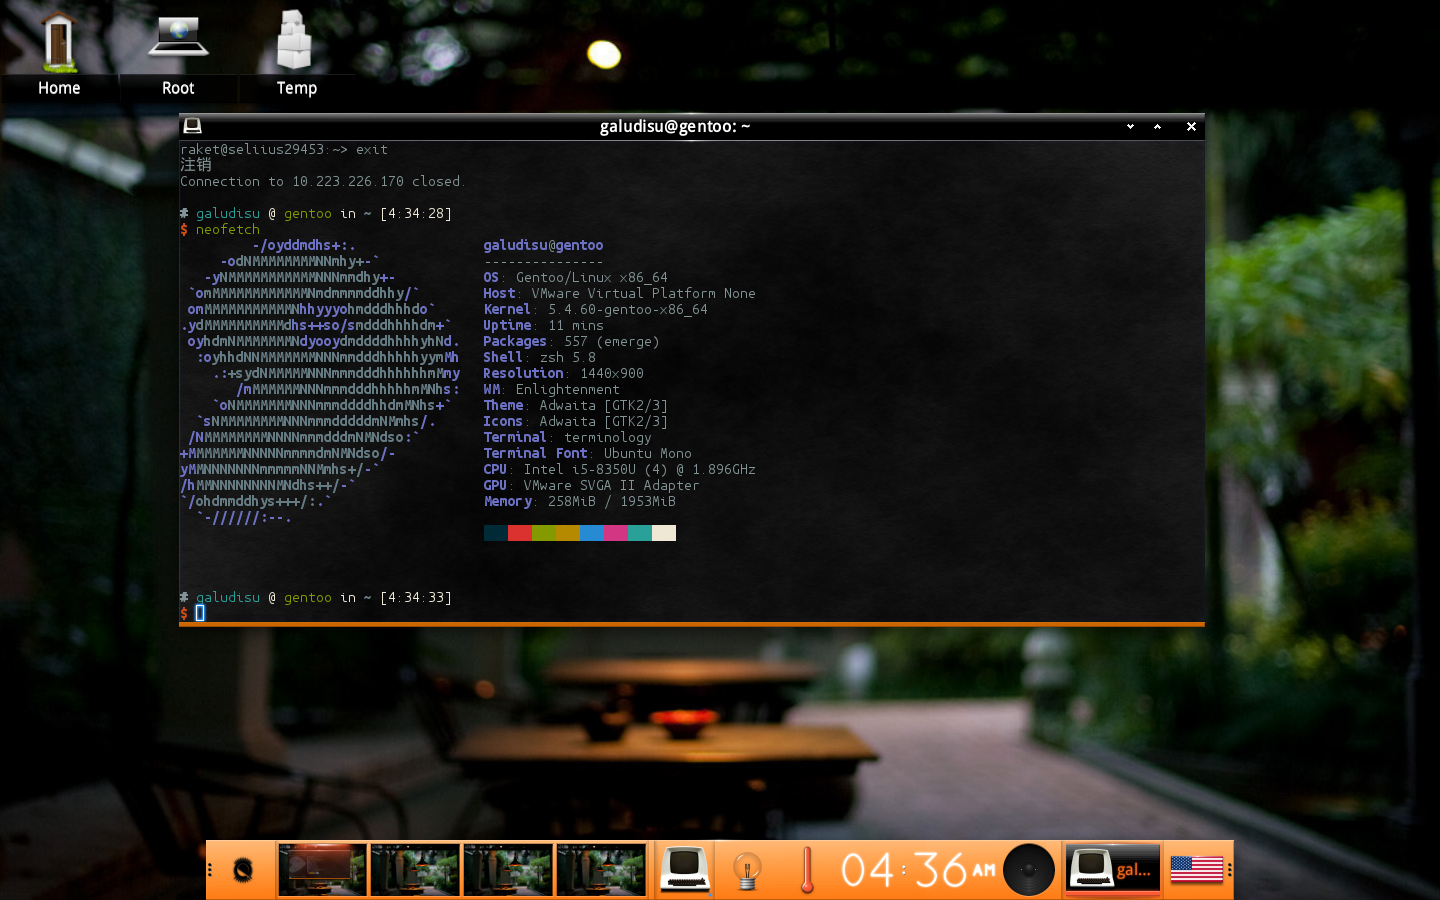 Home
Root
Temp
galudisu@gentoo: ~
raket@seliius29453:~> exit
注销
Connection to 10.223.226.170 closed.
# galudisu @ gentoo in ~ [4:34:28]
$ neofetch
-/oyddmdhs+:.
-odNMMMMMMMMNNmhy+-`
-yNMMMMMMMMMMMNNNmmdhy+-
`omMMMMMMMMMMMMNmdmmmmddhhy/`
omMMMMMMMMMMMNhhyyyohmdddhhhdo`
.ydMMMMMMMMMMdhs++so/smdddhhhhdm+`
oyhdmNMMMMMMMNdyooydmddddhhhhyhNd.
:oyhhdNNMMMMMMMNNNmmdddhhhhhyymMh
.:+sydNMMMMMNNNmmmdddhhhhhhmMmy
/mMMMMMMNNNmmmdddhhhhhmMNhs:
`oNMMMMMMMNNNmmmddddhhdmMNhs+`
`sNMMMMMMMMNNNmmmdddddmNMmhs/.
/NMMMMMMMMNNNNmmmdddmNMNdso:`
+MMMMMMMNNNNNmmmmdmNMNdso/-
yMMNNNNNNNmmmmmNNMmhs+/-`
/hMMNNNNNNNNMNdhs++/-`
`/ohdmmddhys+++/:.`
`-//////:--.
galudisu@gentoo
---------------
OS: Gentoo/Linux x86_64
Host: VMware Virtual Platform None
Kernel: 5.4.60-gentoo-x86_64
Uptime: 11 mins
Packages: 557 (emerge)
Shell: zsh 5.8
Resolution: 1440x900
WM: Enlightenment
Theme: Adwaita [GTK2/3]
Icons: Adwaita [GTK2/3]
Terminal: terminology
Terminal Font: Ubuntu Mono
CPU: Intel i5-8350U (4) @ 1.896GHz
GPU: VMware SVGA II Adapter
Memory: 258MiB / 1953MiB
# galudisu @ gentoo in ~ [4:34:33]
$
04:36 AM
gal...